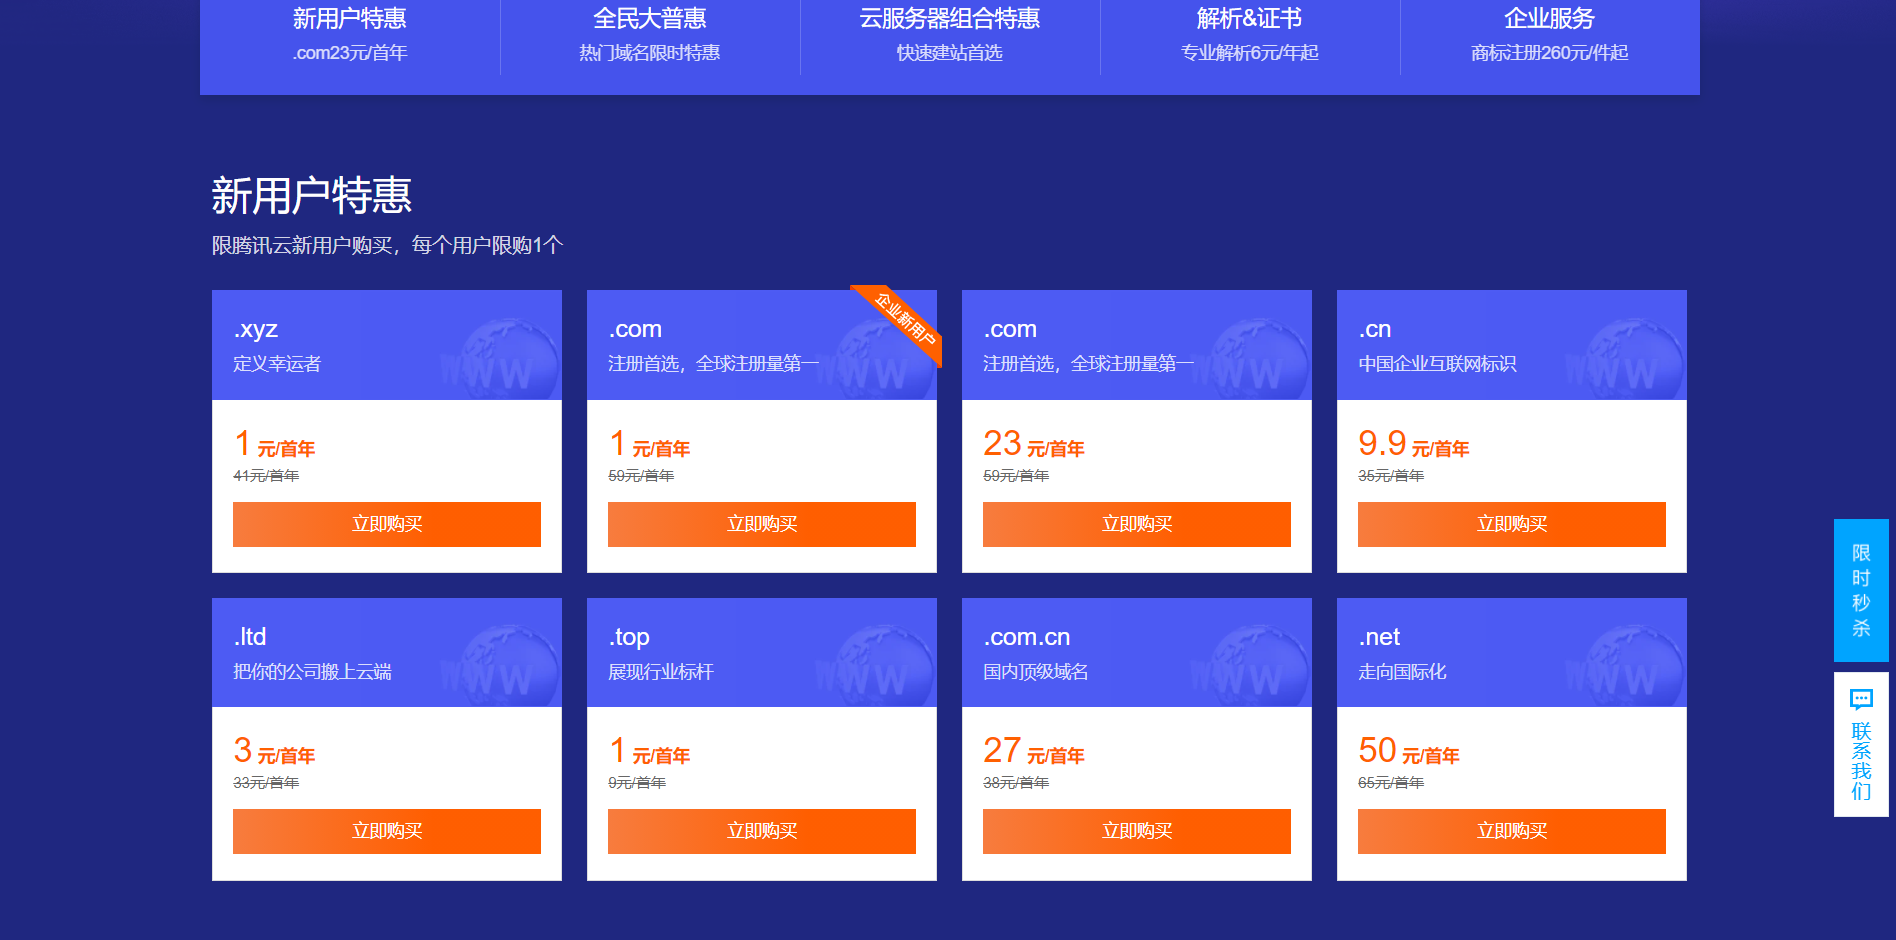 新用户特惠
.com23元/首年
全民大普惠
热门域名限时特惠
云服务器组合特惠
快速建站首选
解析&证书
专业解析6元/年起
企业服务
商标注册260元/件起
新用户特惠
限腾讯云新用户购买，每个用户限购1个
.xyz
定义幸运者
WWW
1 元/首年
41元/首年
立即购买
.com
注册首选，全球注册量第一
企业新用户
WWW
1 元/首年
59元/首年
立即购买
.com
注册首选，全球注册量第一
WWW
23 元/首年
59元/首年
立即购买
.cn
中国企业互联网标识
WWW
9.9 元/首年
35元/首年
立即购买
.ltd
把你的公司搬上云端
WWW
3 元/首年
33元/首年
立即购买
.top
展现行业标杆
WWW
1 元/首年
9元/首年
立即购买
.com.cn
国内顶级域名
WWW
27 元/首年
38元/首年
立即购买
.net
走向国际化
WWW
50 元/首年
65元/首年
立即购买
限时秒杀
联系我们